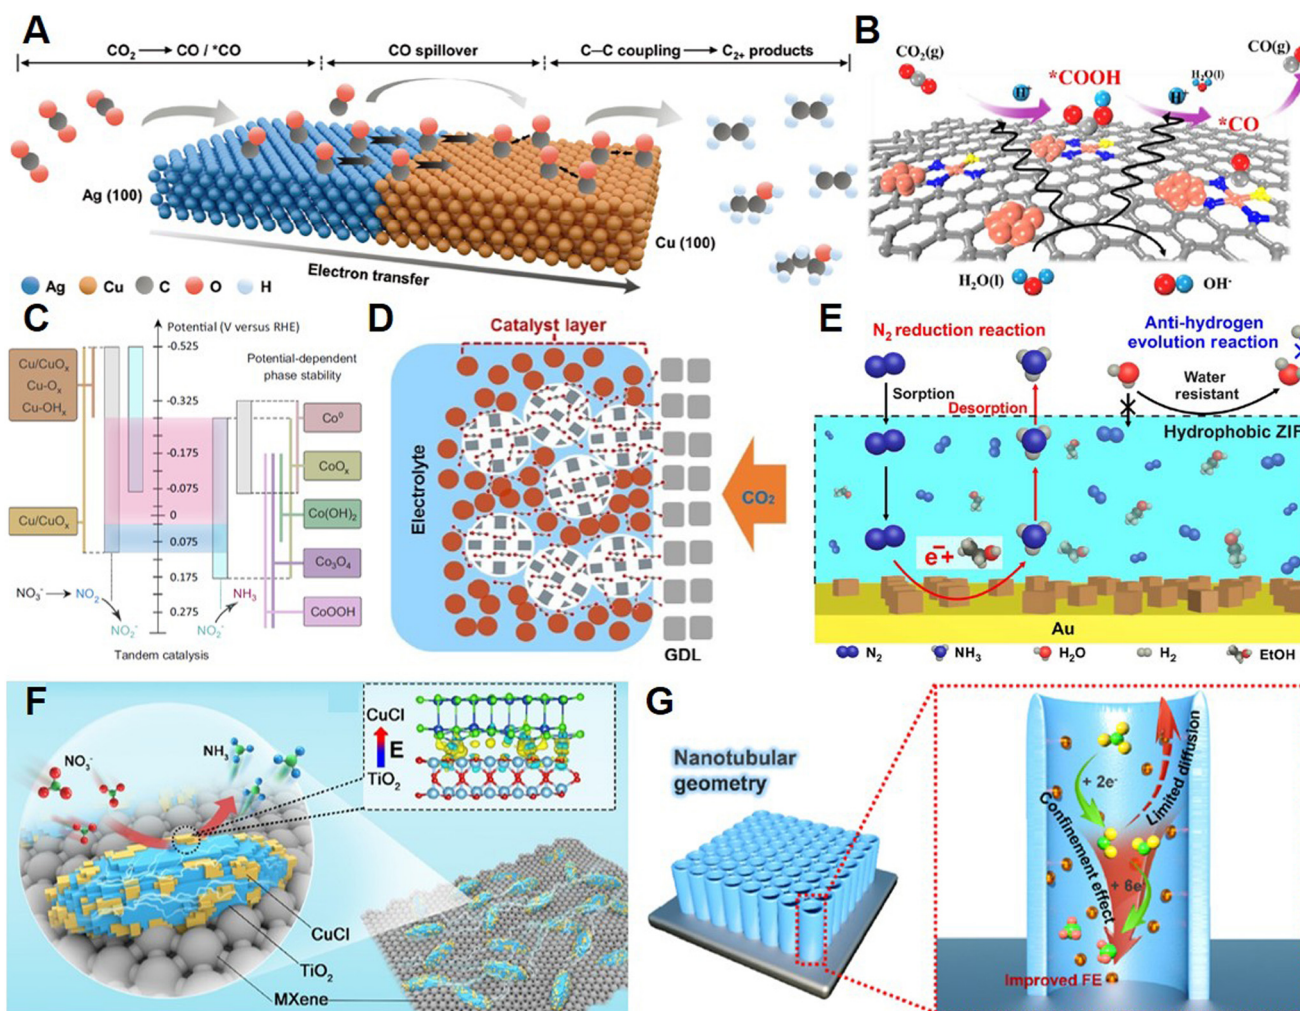 A
CO₂ → CO / *CO
CO spillover
C–C coupling → C₂₊ products
Ag (100)
Cu (100)
Electron transfer
Ag
Cu
C
O
H
B
CO₂(g)
H⁺
*COOH
H₂O(l)
H⁺
CO(g)
*CO
H₂O(l)
OH⁻
C
Potential (V versus RHE)
-0.525
-0.325
-0.175
-0.075
0
0.075
0.175
0.275
Cu/CuOₓ
Cu-Oₓ
Cu-OHₓ
Cu/CuOₓ
Potential-dependent
phase stability
Co⁰
CoOₓ
Co(OH)₂
Co₃O₄
CoOOH
NO₃⁻ → NO₂
NO₂⁻
NH₃
NO₂⁻
Tandem catalysis
D
Catalyst layer
Electrolyte
CO₂
GDL
E
N₂ reduction reaction
Anti-hydrogen
evolution reaction
Sorption
Desorption
Water
resistant
Hydrophobic ZIF
e⁻+
Au
N₂
NH₃
H₂O
H₂
EtOH
F
NO₃⁻
NH₃
CuCl
E
TiO₂
CuCl
TiO₂
MXene
G
Nanotubular
geometry
+ 2e⁻
Limited diffusion
Confinement effect
+ 6e
Improved FE